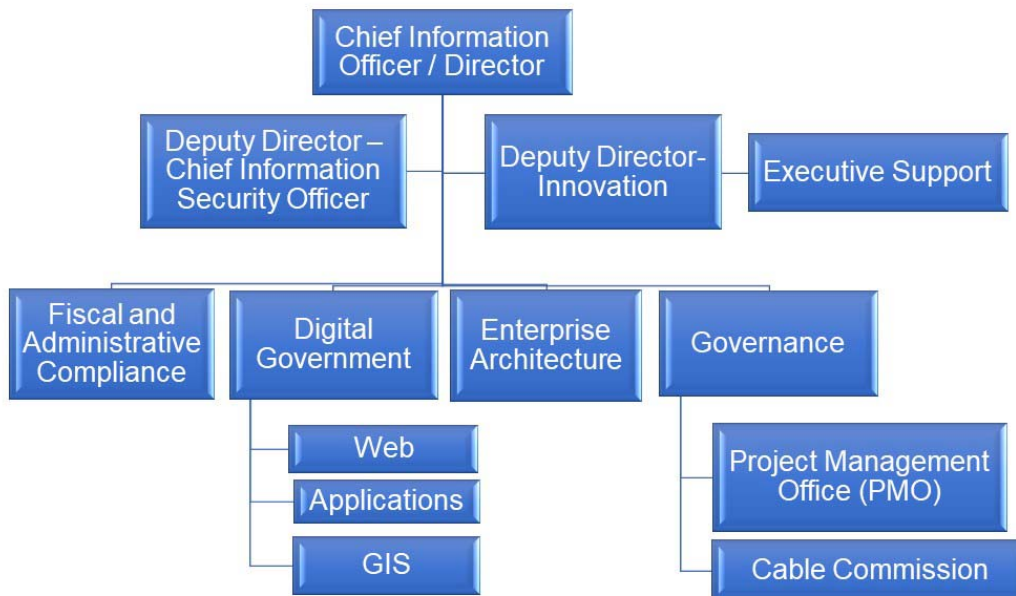 Chief Information
Officer / Director
Deputy Director –
Chief Information
Security Officer
Deputy Director-
Innovation
Executive Support
Fiscal and
Administrative
Compliance
Digital
Government
Enterprise
Architecture
Governance
Web
Applications
GIS
Project Management
Office (PMO)
Cable Commission